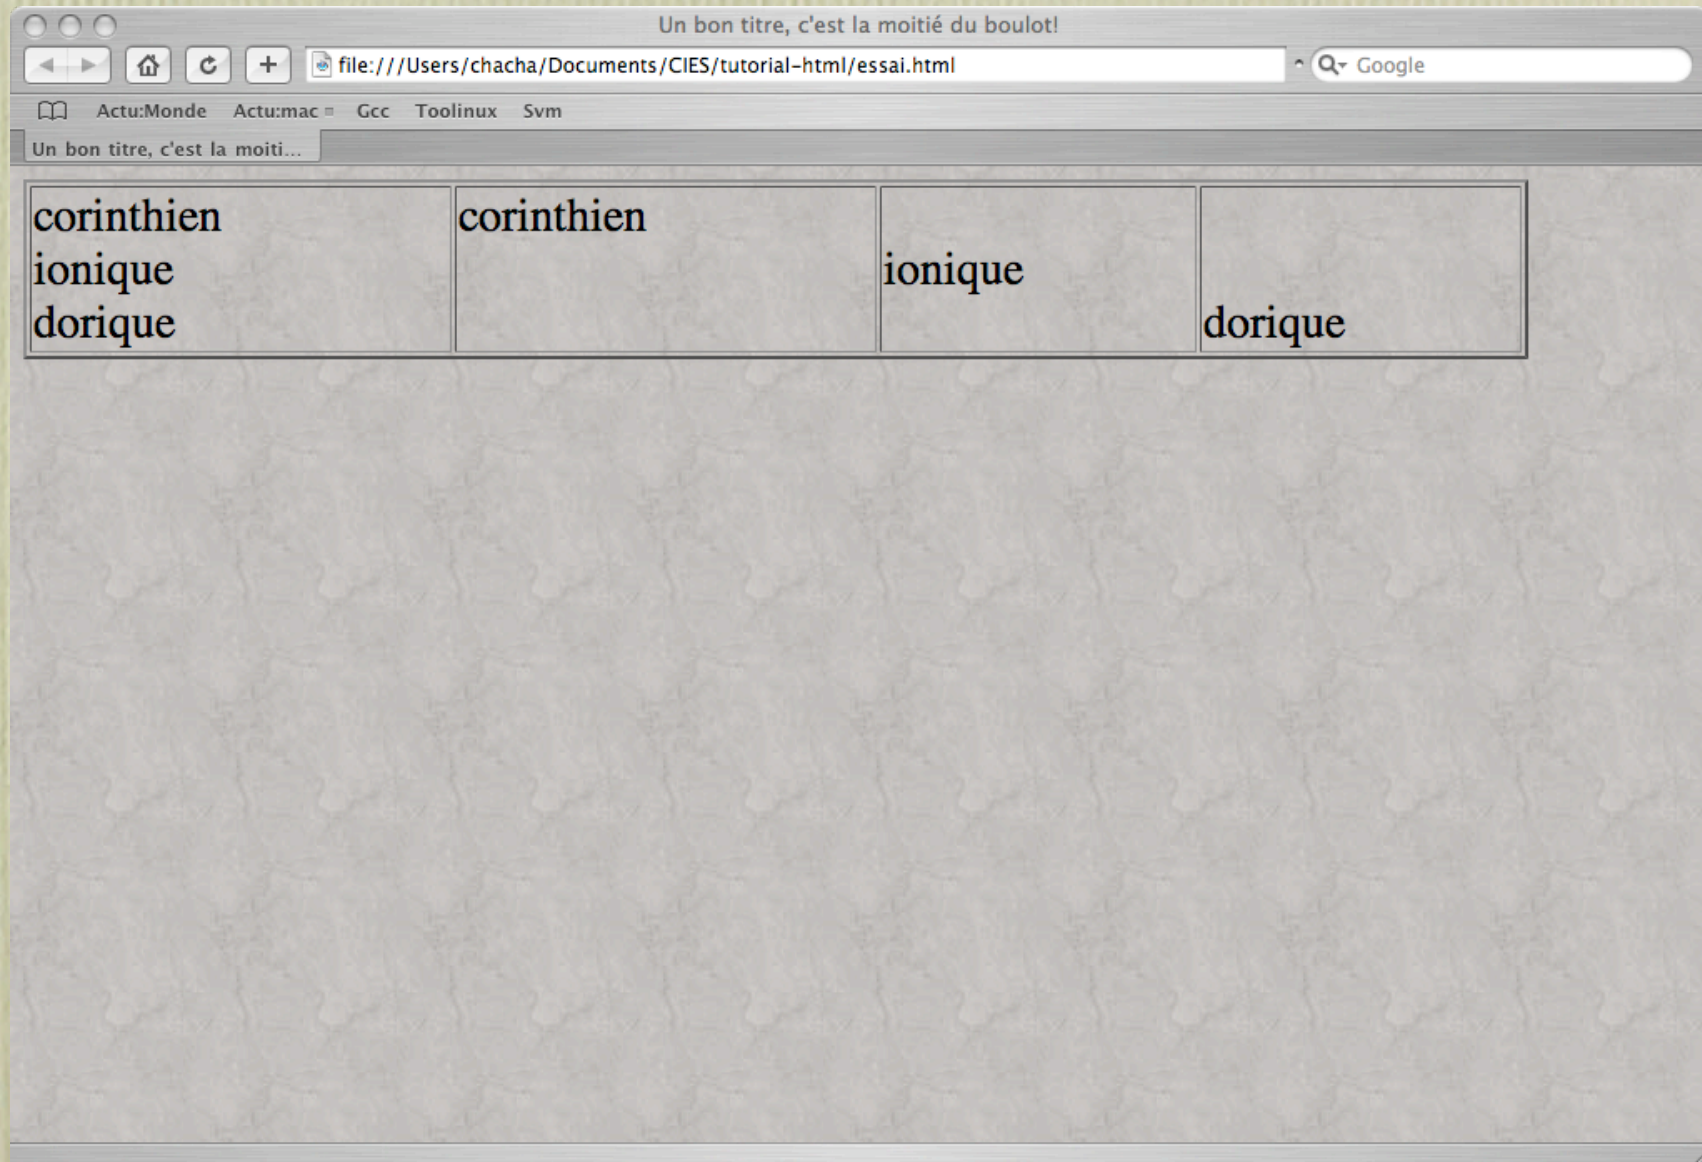 Un bon titre, c'est la moitié du boulot!
file:///Users/chacha/Documents/CIES/tutorial-html/essai.html
Google
Actu:Monde Actu:mac Gcc Toolinux Svm
Un bon titre, c'est la moiti...
corinthien
ionique
dorique
corinthien
ionique
dorique